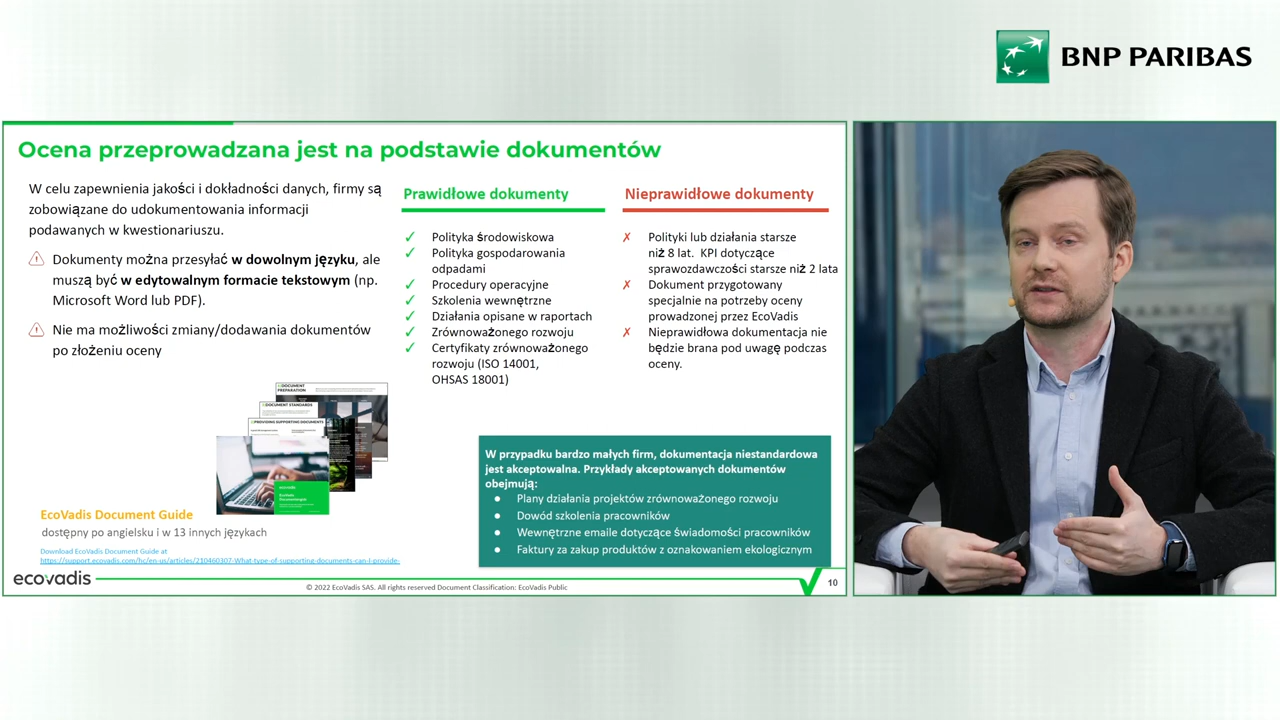 BNP PARIBAS
Ocena przeprowadzana jest na podstawie dokumentów
W celu zapewnienia jakości i dokładności danych, firmy są
zobowiązane do udokumentowania informacji
podawanych w kwestionariuszu.
Dokumenty można przesyłać w dowolnym języku, ale
muszą być w edytowalnym formacie tekstowym (np.
Microsoft Word lub PDF).
Nie ma możliwości zmiany/dodawania dokumentów
po złożeniu oceny
DOCUMENT
PREPARATION
DOCUMENT STANDARDS
PROVIDING SUPPORTING DOCUMENTS
EcoVadis Document Guide
dostępny po angielsku i w 13 innych językach
Download EcoVadis Document Guide at
https://support.ecovadis.com/hc/en-us/articles/210460307-What-type-of-supporting-documents-can-I-provide-
Prawidłowe dokumenty
✓ Polityka środowiskowa
✓ Polityka gospodarowania
odpadami
✓ Procedury operacyjne
✓ Szkolenia wewnętrzne
✓ Działania opisane w raportach
✓ Zrównoważonego rozwoju
✓ Certyfikaty zrównoważonego
rozwoju (ISO 14001,
OHSAS 18001)
Nieprawidłowe dokumenty
✗ Polityki lub działania starsze
niż 8 lat. KPI dotyczące
sprawozdawczości starsze niż 2 lata
✗ Dokument przygotowany
specjalnie na potrzeby oceny
prowadzonej przez EcoVadis
✗ Nieprawidłowa dokumentacja nie
będzie brana pod uwagę podczas
oceny.
W przypadku bardzo małych firm, dokumentacja niestandardowa
jest akceptowalna. Przykłady akceptowanych dokumentów
obejmują:
● Plany działania projektów zrównoważonego rozwoju
● Dowód szkolenia pracowników
● Wewnętrzne emaile dotyczące świadomości pracowników
● Faktury za zakup produktów z oznakowaniem ekologicznym
ecovadis
© 2022 EcoVadis SAS. All rights reserved Document Classification: EcoVadis Public
10